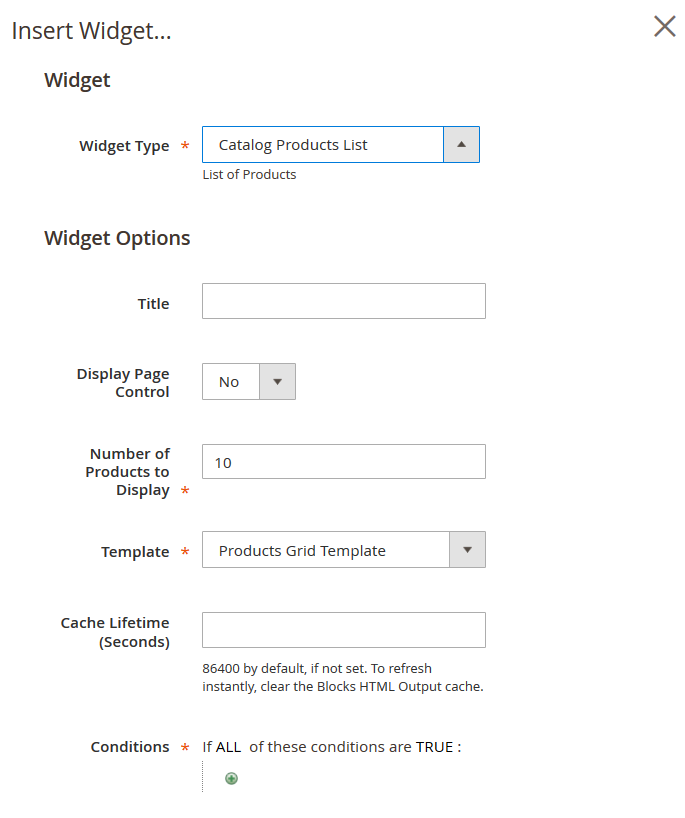 Insert Widget...
Widget
Widget Type * Catalog Products List
List of Products
Widget Options
Title
Display Page
Control
No
Number of
Products to
Display *
10
Template * Products Grid Template
Cache Lifetime
(Seconds)
86400 by default, if not set. To refresh
instantly, clear the Blocks HTML Output cache.
Conditions * If ALL of these conditions are TRUE :